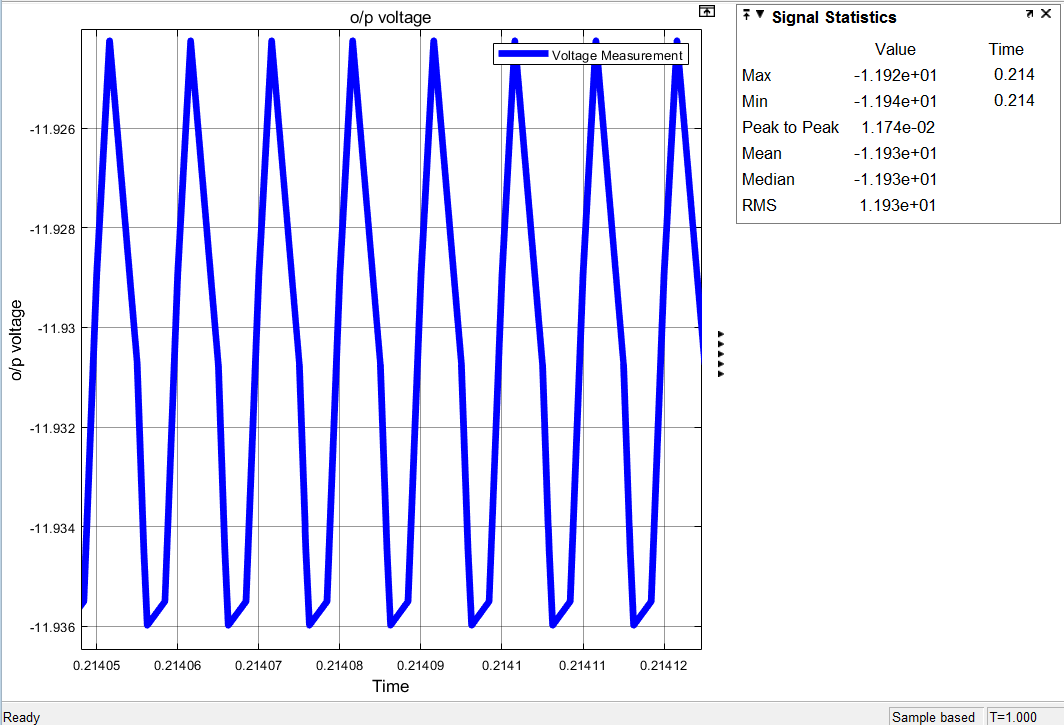 o/p voltage
Voltage Measurement
-11.926
-11.928
-11.93
-11.932
-11.934
-11.936
o/p voltage
0.21405 0.21406 0.21407 0.21408 0.21409 0.2141 0.21411 0.21412
Time
Signal Statistics
Value Time
Max -1.192e+01 0.214
Min -1.194e+01 0.214
Peak to Peak 1.174e-02
Mean -1.193e+01
Median -1.193e+01
RMS 1.193e+01
Ready Sample based T=1.000